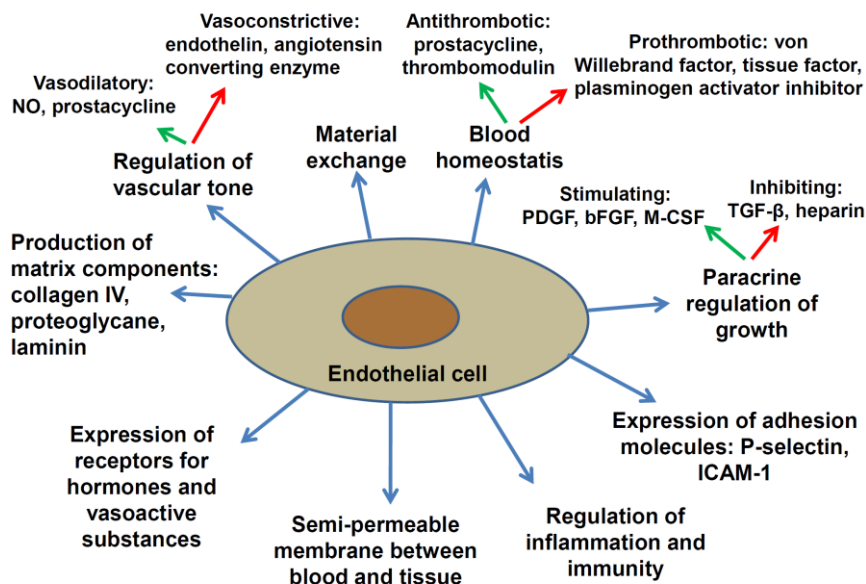 Vasoconstrictive:
endothelin, angiotensin
converting enzyme
Antithrombotic:
prostacycline,
thrombomodulin
Prothrombotic: von
Willebrand factor, tissue factor,
plasminogen activator inhibitor
Vasodilatory:
NO, prostacycline
Regulation of
vascular tone
Material
exchange
Blood
homeostatis
Stimulating:
PDGF, bFGF, M-CSF
Inhibiting:
TGF-β, heparin
Production of
matrix components:
collagen IV,
proteoglycane,
laminin
Paracrine
regulation of
growth
Endothelial cell
Expression of
receptors for
hormones and
vasoactive
substances
Semi-permeable
membrane between
blood and tissue
Regulation of
inflammation and
immunity
Expression of adhesion
molecules: P-selectin,
ICAM-1